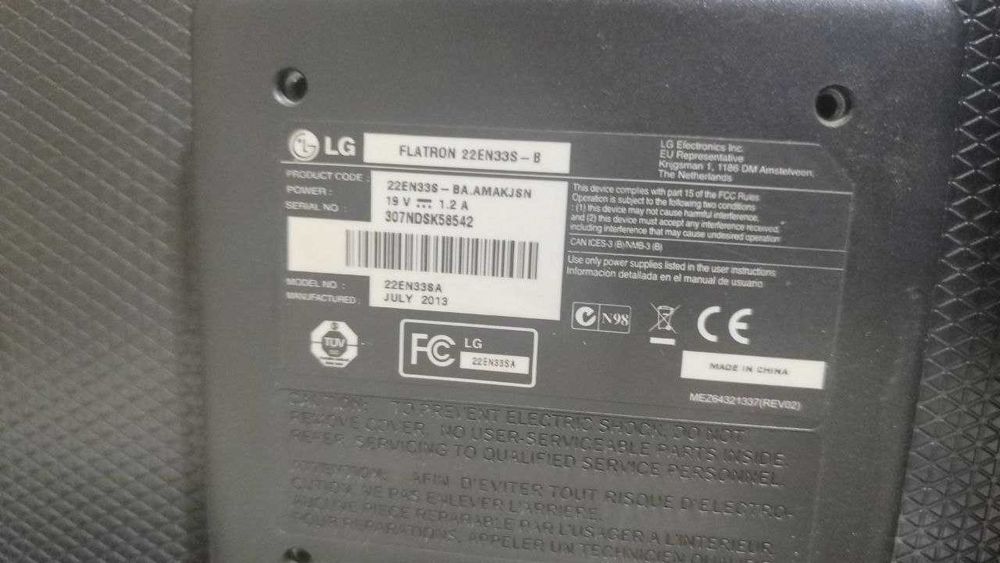 LG
FLATRON 22EN33S-B
LG Electronics Inc.
EU Representative
Krijgsman 1, 1186 DM Amstelveen,
The Netherlands
PRODUCT CODE :
22EN33S-BA.AMAKJSN
POWER :
19 V ⎓ 1.2 A
SERIAL NO :
307NDSK58542
This device complies with part 15 of the FCC Rules
Operation is subject to the following two conditions
: (1) this device may not cause harmful interference,
and (2) this device must accept any interference received,
including interference that may cause undesired operation
CAN ICES-3 (B)/NMB-3 (B)
Use only power supplies listed in the user instructions
Información detallada en el manual de usuario
MODEL NO :
22EN33SA
MANUFACTURED :
JULY 2013
TÜV
FC LG
22EN33SA
N98
CE
MADE IN CHINA
MEZ64321337(REV02)
CAUTION: TO PREVENT ELECTRIC SHOCK, DO NOT
REMOVE COVER. NO USER-SERVICEABLE PARTS INSIDE.
REFER SERVICING TO QUALIFIED SERVICE PERSONNEL.
ATTENTION: AFIN D'EVITER TOUT RISQUE D'ELECTRO-
CUTION, NE PAS ENLEVER L'ARRIERE.
AUCUNE PIECE REPARABLE PAR L'USAGER A L'INTERIEUR
POUR REPARATIONS, APPELER UN TECHNICIEN